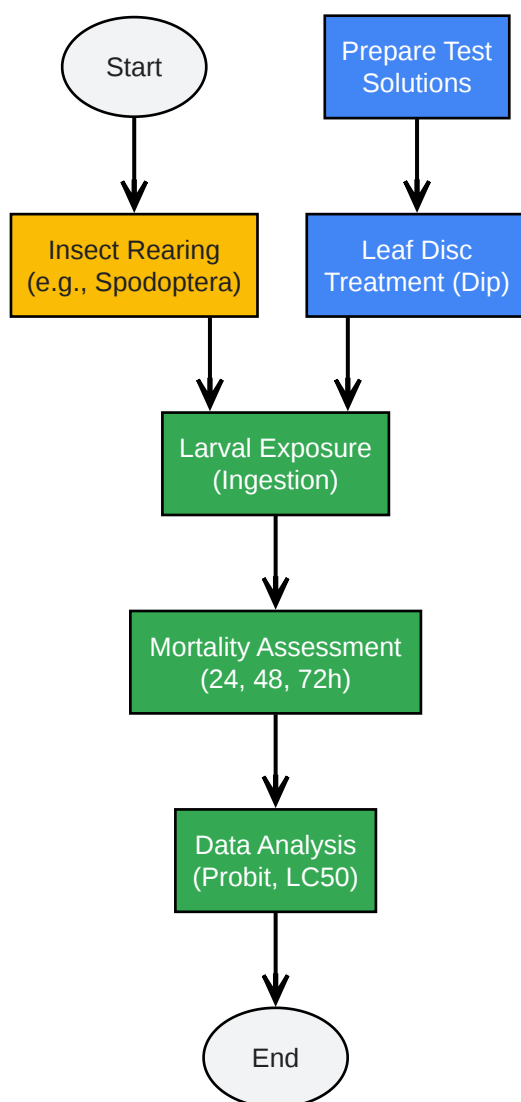 Start
Prepare Test
Solutions
Insect Rearing
(e.g., Spodoptera)
Leaf Disc
Treatment (Dip)
Larval Exposure
(Ingestion)
Mortality Assessment
(24, 48, 72h)
Data Analysis
(Probit, LC50)
End